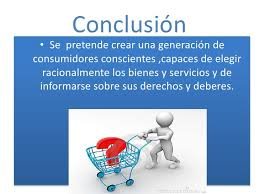 Conclusión
• Se pretende crear una generación de
consumidores conscientes ,capaces de elegir
racionalmente los bienes y servicios y de
informarse sobre sus derechos y deberes.
?